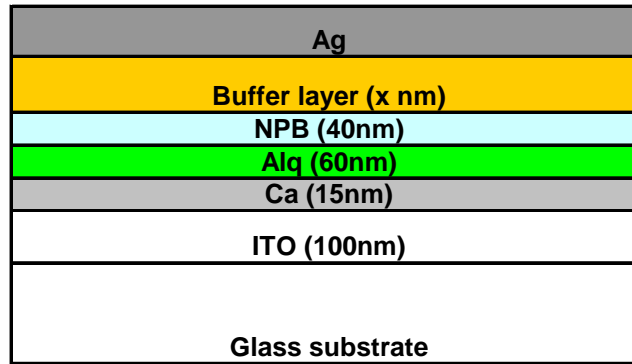 Ag
Buffer layer (x nm)
NPB (40nm)
Alq (60nm)
Ca (15nm)
ITO (100nm)
Glass substrate